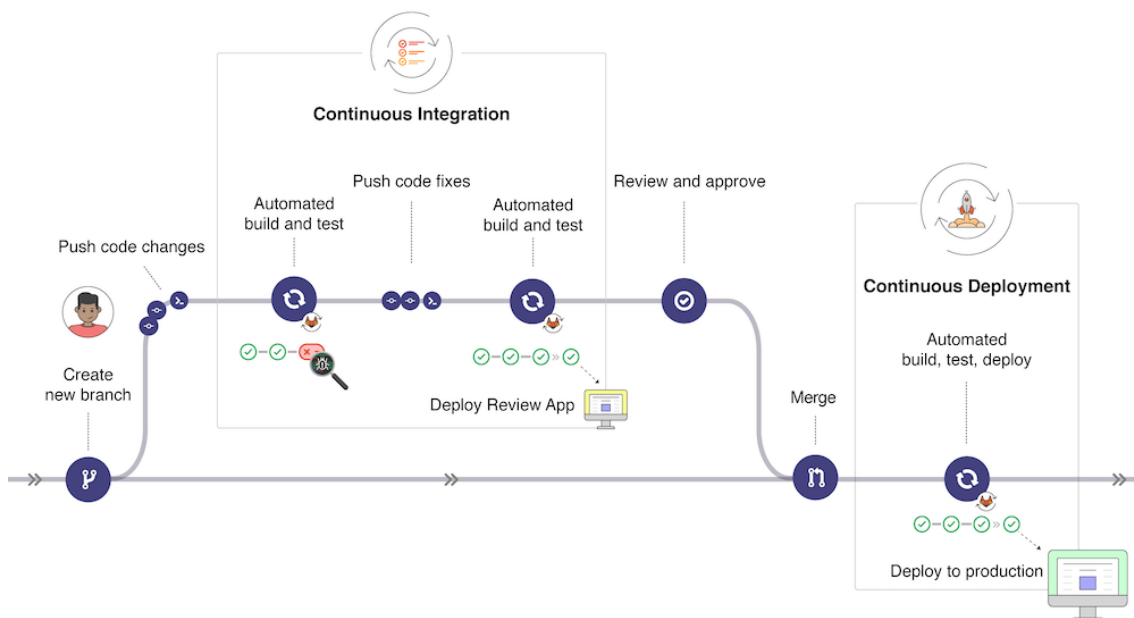 Continuous Integration
Push code fixes
Review and approve
Automated
build and test
Automated
build and test
Push code changes
Continuous Deployment
Automated
build, test, deploy
Create
new branch
Deploy Review App
Merge
Deploy to production